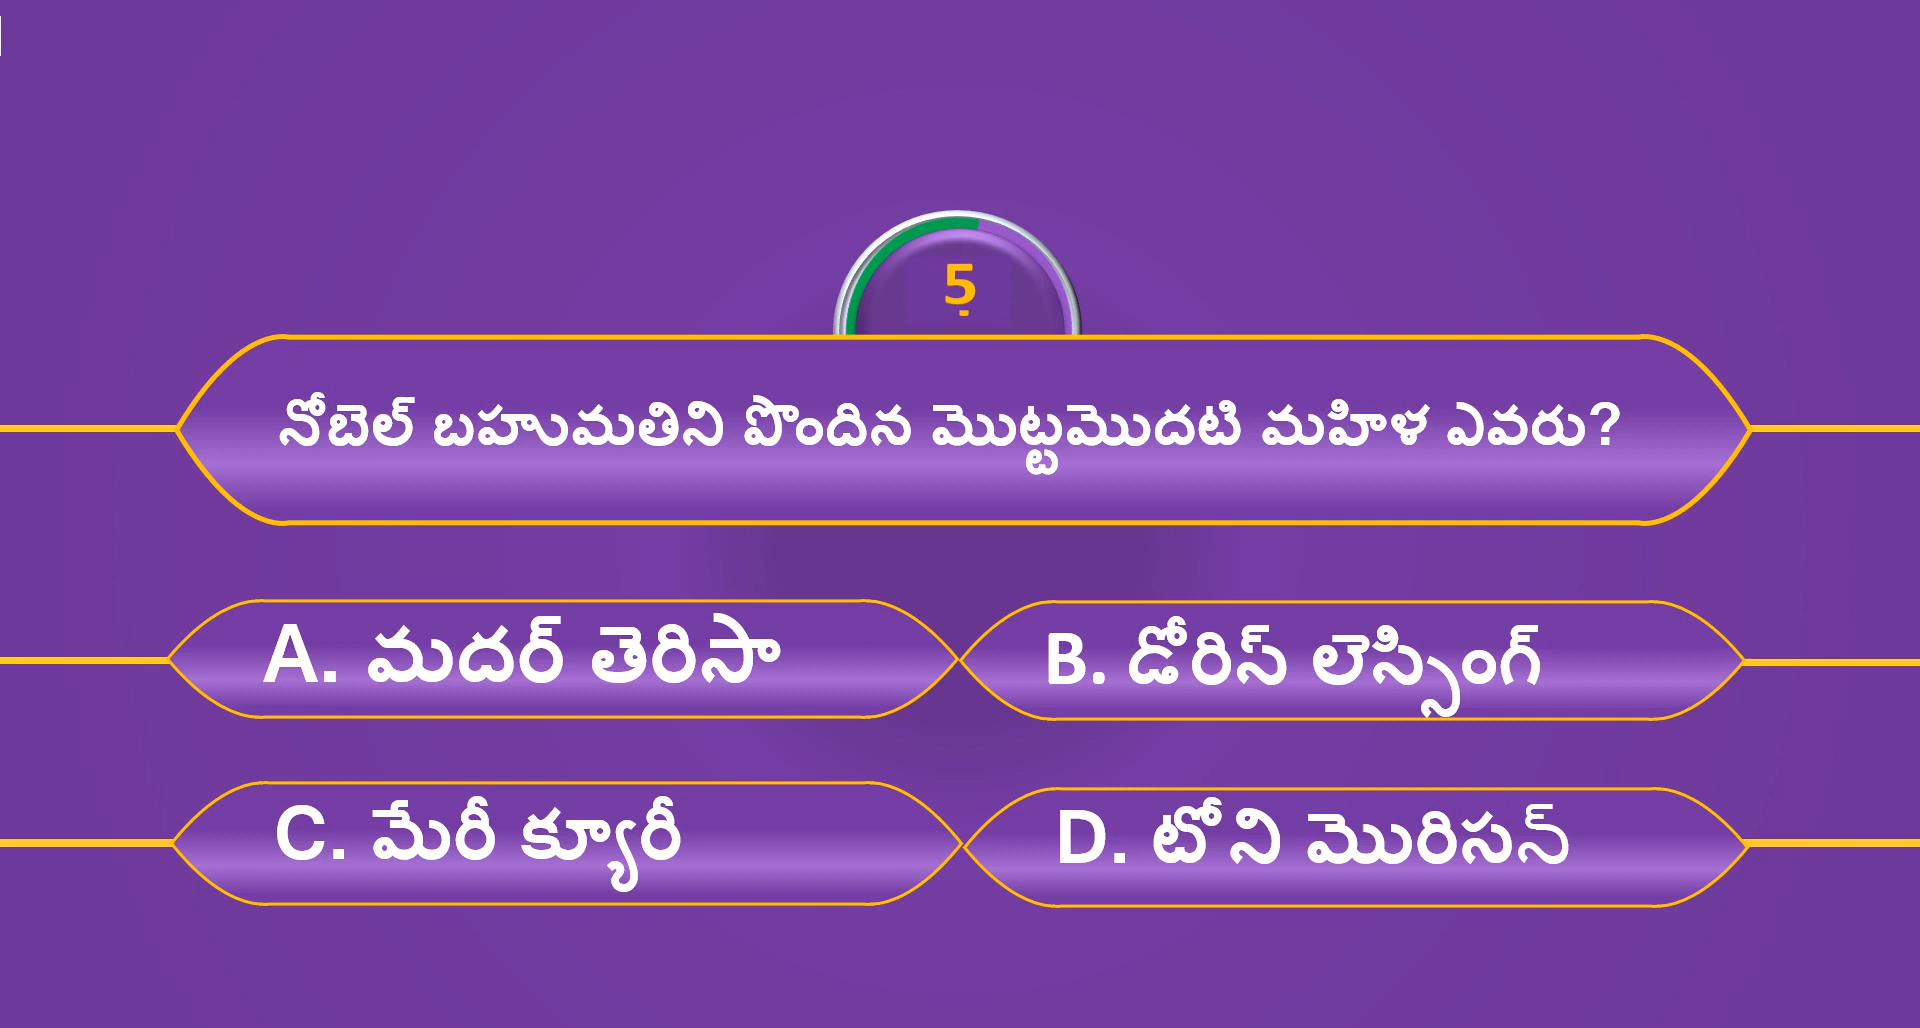 5
నోబెల్ బహుమతిని పొందిన మొట్టమొదటి మహిళ ఎవరు?
A. మదర్ తెరిసా
B. డోరిస్ లెస్సింగ్
C. మేరీ క్యూరీ
D. టోని మొరిసన్